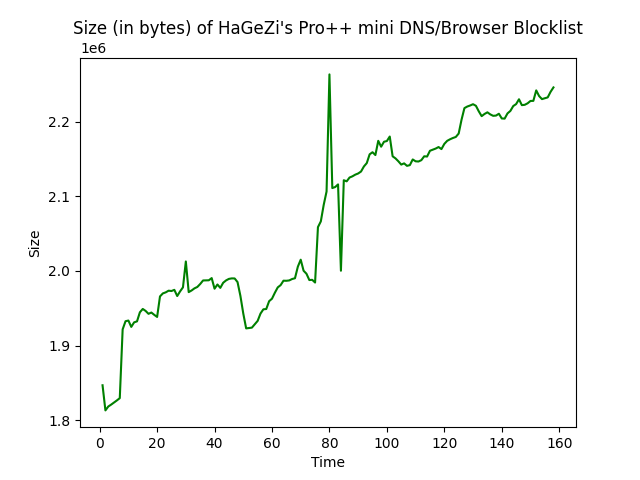 Size (in bytes) of HaGeZi's Pro++ mini DNS/Browser Blocklist
1e6
2.2
2.1
2.0
1.9
1.8
Size
0 20 40 60 80 100 120 140 160
Time